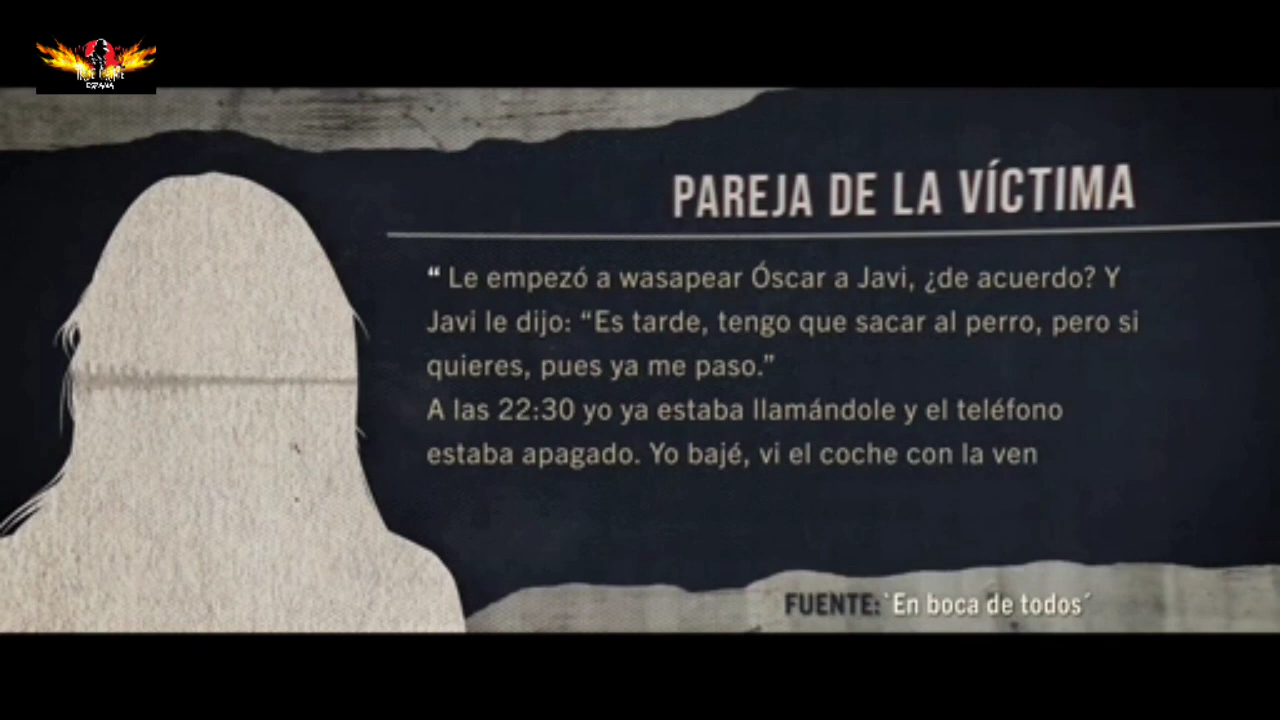 PAREJA DE LA VÍCTIMA
“ Le empezó a wasapear Óscar a Javi, ¿de acuerdo? Y
Javi le dijo: “Es tarde, tengo que sacar al perro, pero si
quieres, pues ya me paso.”
A las 22:30 yo ya estaba llamándole y el teléfono
estaba apagado. Yo bajé, vi el coche con la ven
FUENTE:`En boca de todos´